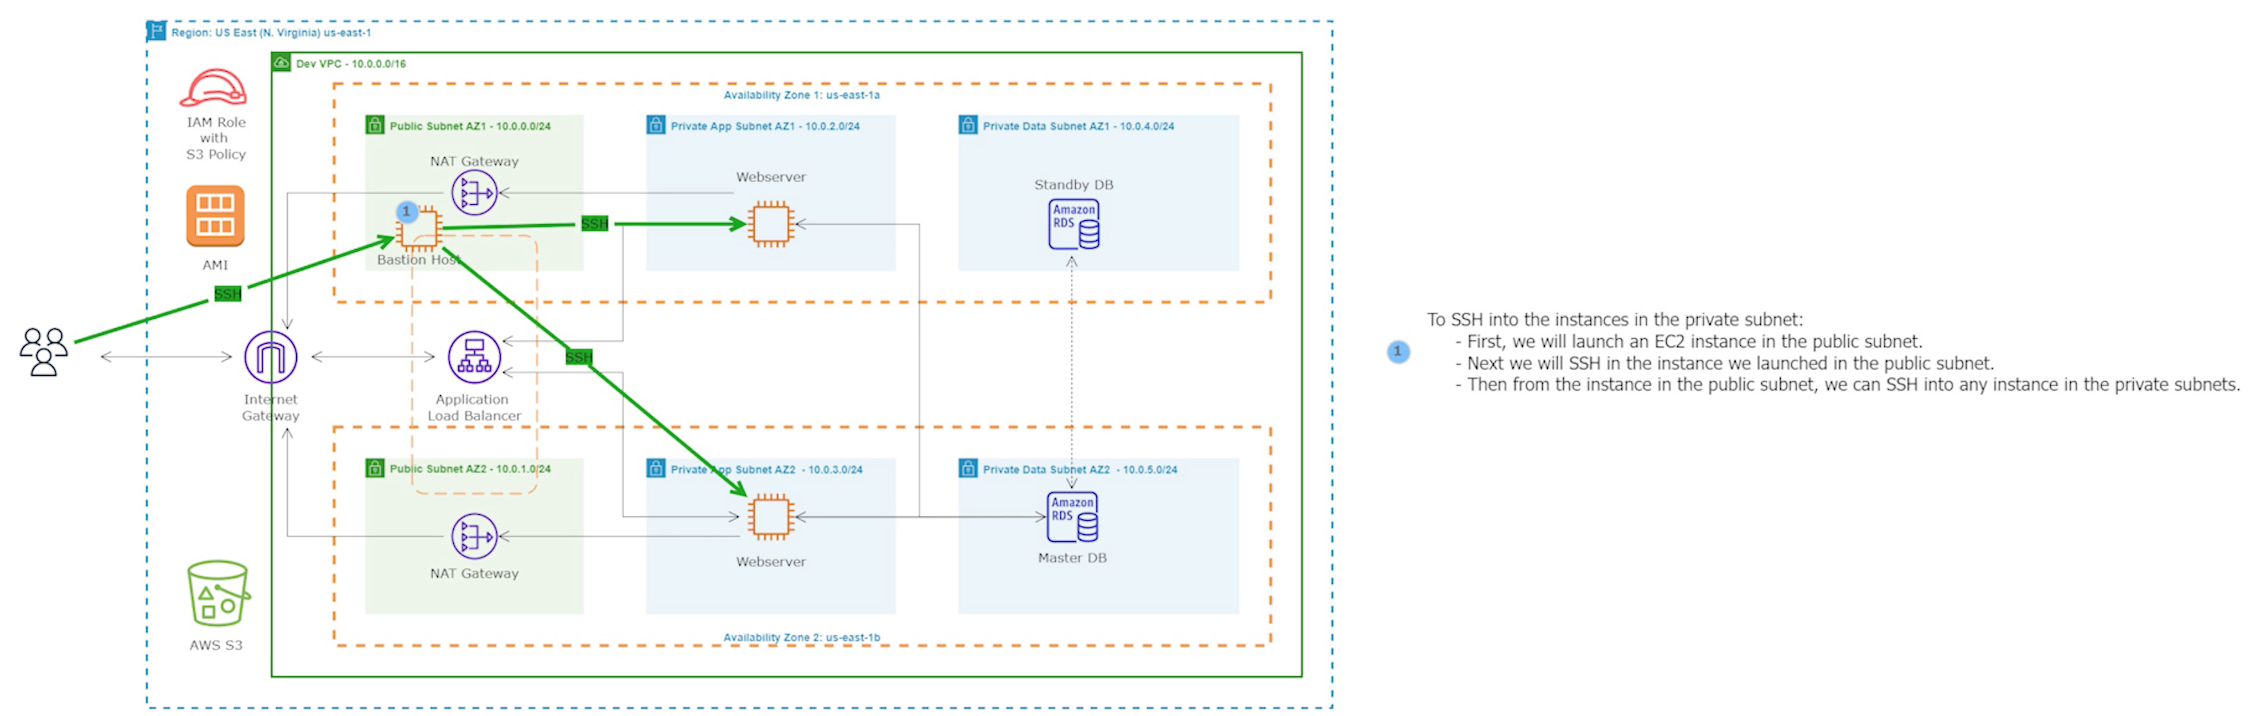 Region: US East (N. Virginia) us-east-1
Dev VPC - 10.0.0.0/16
Availability Zone 1: us-east-1a
IAM Role
with
S3 Policy
Public Subnet AZ1 - 10.0.0.0/24
Private App Subnet AZ1 - 10.0.2.0/24
Private Data Subnet AZ1 - 10.0.4.0/24
NAT Gateway
Webserver
Standby DB
Amazon
RDS
1
SSH
Bastion Host
AMI
SSH
To SSH into the instances in the private subnet:
- First, we will launch an EC2 instance in the public subnet.
1
- Next we will SSH in the instance we launched in the public subnet.
- Then from the instance in the public subnet, we can SSH into any instance in the private subnets.
SSH
Internet
Gateway
Application
Load Balancer
Public Subnet AZ2 - 10.0.1.0/24
Private App Subnet AZ2 - 10.0.3.0/24
Private Data Subnet AZ2 - 10.0.5.0/24
Amazon
RDS
NAT Gateway
Webserver
Master DB
AWS S3
Availability Zone 2: us-east-1b